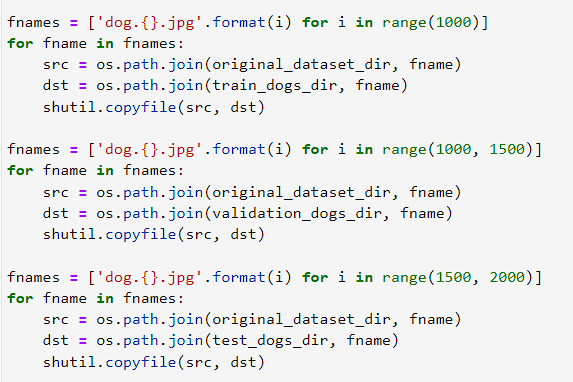 fnames = ['dog.{}.jpg'.format(i) for i in range(1000)]
for fname in fnames:
    src = os.path.join(original_dataset_dir, fname)
    dst = os.path.join(train_dogs_dir, fname)
    shutil.copyfile(src, dst)

fnames = ['dog.{}.jpg'.format(i) for i in range(1000, 1500)]
for fname in fnames:
    src = os.path.join(original_dataset_dir, fname)
    dst = os.path.join(validation_dogs_dir, fname)
    shutil.copyfile(src, dst)

fnames = ['dog.{}.jpg'.format(i) for i in range(1500, 2000)]
for fname in fnames:
    src = os.path.join(original_dataset_dir, fname)
    dst = os.path.join(test_dogs_dir, fname)
    shutil.copyfile(src, dst)